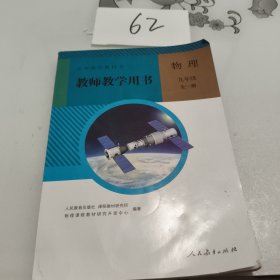 62
义务教育教科书
教师教学用书
物理
九年级
全一册
人民教育出版社 课程教材研究所
物理课程教材研究开发中心
编著
人民教育出版社